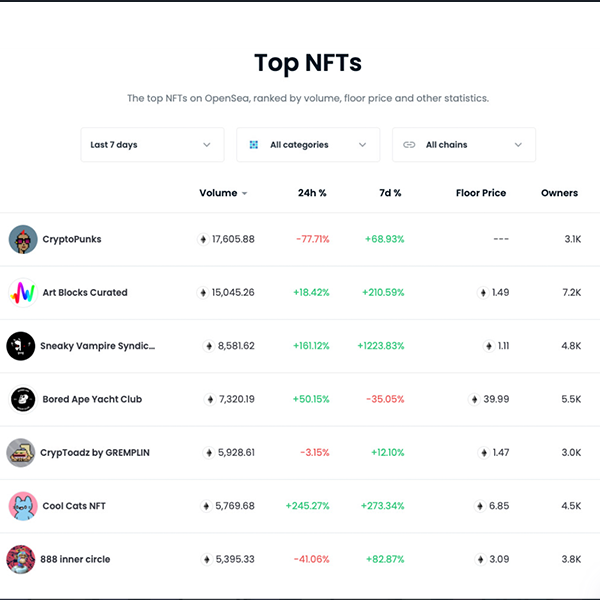 Top NFTs
The top NFTs on OpenSea, ranked by volume, floor price and other statistics.
Last 7 days All categories All chains
Volume 24h % 7d % Floor Price Owners
CryptoPunks 17,605.88 -77.71% +68.93% --- 3.1K
Art Blocks Curated 15,045.26 +18.42% +210.59% 1.49 7.2K
Sneaky Vampire Syndic... 8,581.62 +161.12% +1223.83% 1.11 4.8K
Bored Ape Yacht Club 7,320.19 +50.15% -35.05% 39.99 5.5K
CrypToadz by GREMPLIN 5,928.61 -3.15% +12.10% 1.47 3.0K
Cool Cats NFT 5,769.68 +245.27% +273.34% 6.85 4.5K
888 inner circle 5,395.33 -41.06% +82.87% 3.09 3.8K